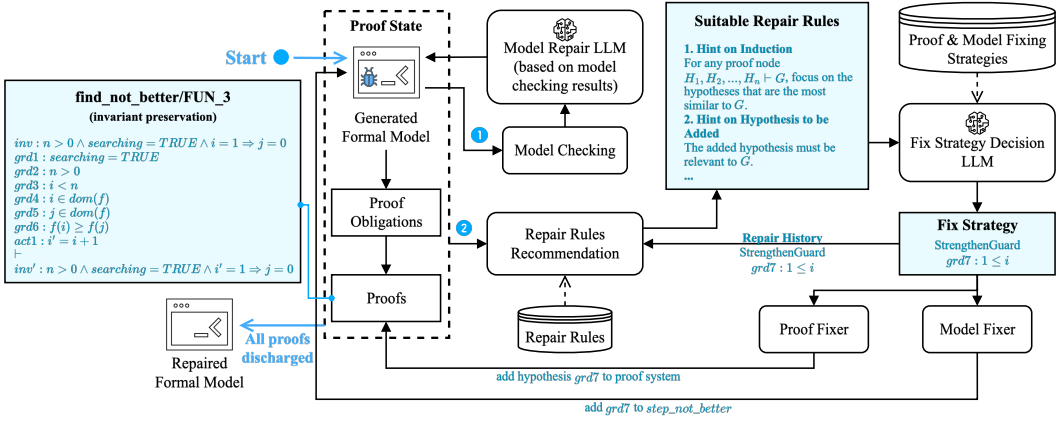 Start
find_not_better/FUN_3
(invariant preservation)
inv : n > 0 ∧ searching = TRUE ∧ i = 1 ⇒ j = 0
grd1 : searching = TRUE
grd2 : n > 0
grd3 : i < n
grd4 : i ∈ dom(f)
grd5 : j ∈ dom(f)
grd6 : f(i) ≥ f(j)
act1 : i′ = i + 1
⊢
inv′ : n > 0 ∧ searching = TRUE ∧ i′ = 1 ⇒ j = 0
Repaired
Formal Model
All proofs
discharged
Proof State
Generated
Formal Model
Proof
Obligations
Proofs
Model Repair LLM
(based on model
checking results)
1
Model Checking
2
Repair Rules
Recommendation
Repair Rules
Suitable Repair Rules
1. Hint on Induction
For any proof node
H1, H2, ..., Hn ⊢ G, focus on the
hypotheses that are the most
similar to G.
2. Hint on Hypothesis to be
Added
The added hypothesis must be
relevant to G.
...
Proof & Model Fixing
Strategies
Fix Strategy Decision
LLM
Fix Strategy
StrengthenGuard
grd7 : 1 ≤ i
Repair History
StrengthenGuard
grd7 : 1 ≤ i
Proof Fixer
Model Fixer
add hypothesis grd7 to proof system
add grd7 to step_not_better